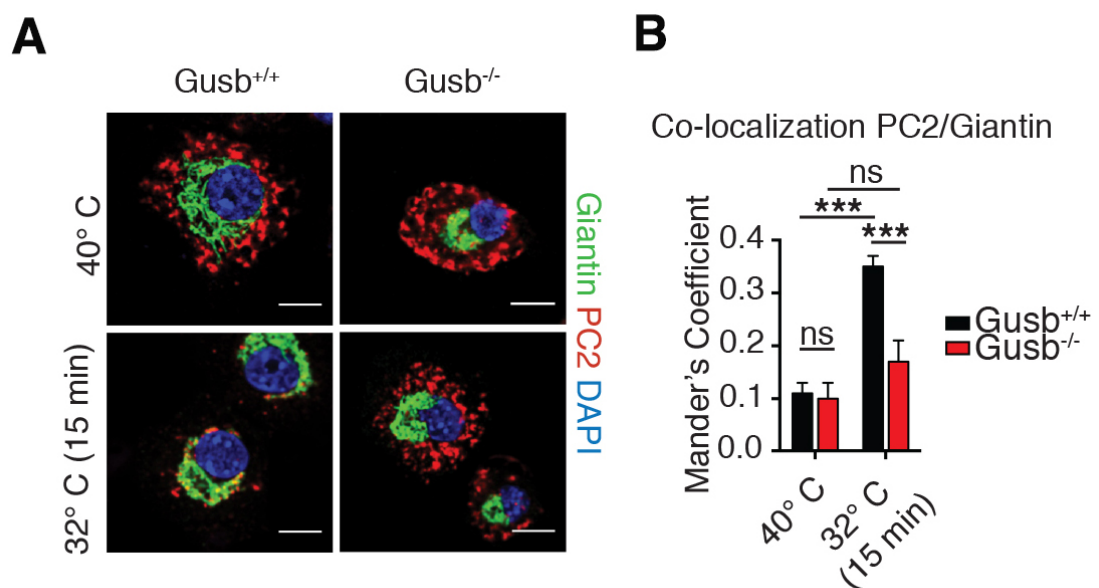 A
Gusb+/+
Gusb-/-
40° C
32° C (15 min)
Giantin PC2 DAPI
B
Co-localization PC2/Giantin
ns
***
***
ns
Mander's Coefficient
0.4
0.3
0.2
0.1
0.0
40° C
32° C
(15 min)
Gusb+/+
Gusb-/-